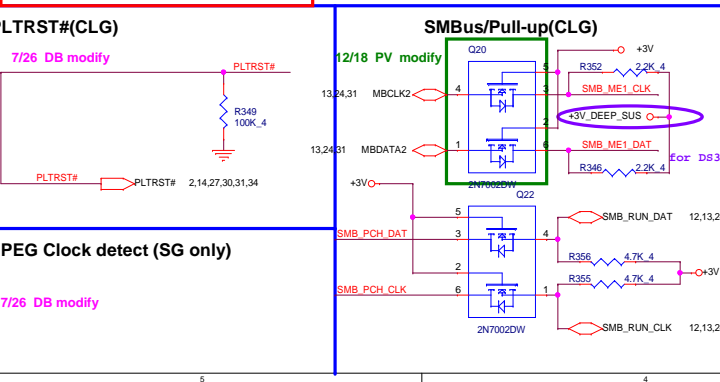 PLTRST#(CLG)
7/26 DB modify
PLTRST#
R349
100K_4
PLTRST#
PLTRST# 2,14,27,30,31,34
PEG Clock detect (SG only)
7/26 DB modify
SMBus/Pull-up(CLG)
12/18 PV modify
Q20
+3V
5
R352 2.2K_4
13,24,31 MBCLK2 4
3 SMB_ME1_CLK
+3V_DEEP_SUS
2
13,24,31 MBDATA2 1
6 SMB_ME1_DAT
for DS3
R346 2.2K_4
2N7002DW
+3V
Q22
5
SMB_RUN_DAT 12,13,2
SMB_PCH_DAT 3
4
R356 4.7K_4
2
R355 4.7K_4
+3V
SMB_PCH_CLK 6
1
2N7002DW
SMB_RUN_CLK 12,13,2
5
4